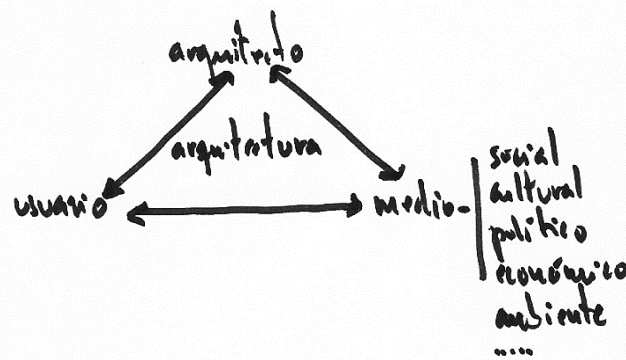 arquitecto
arquitectura
usuario
medio-
social
cultural
político
económico
ambiente
.....